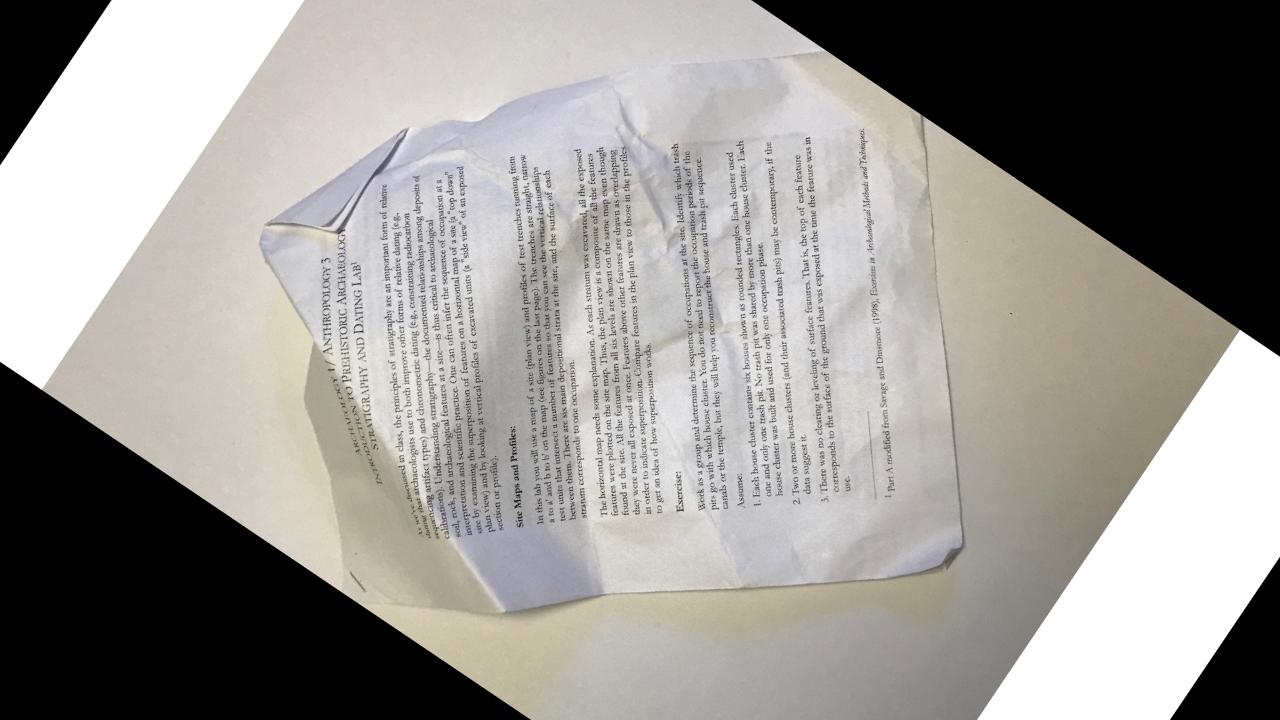 ARCHAEOLOGY 1 / ANTHROPOLOGY 3
INTRODUCTION TO PREHISTORIC ARCHAEOLOG
STRATIGRAPHY AND DATING LAB¹
As we've discussed in class, the principles of stratigraphy are an important form of relative
dating that archaeologists use to both improve other forms of relative dating (e.g.,
sequencing artifact types) and chronometric dating (e.g., constraining radiocarbon
calibrations). Understanding stratigraphy—the documented relationships among deposits of
soil, rock, and archaeological features at a site—is thus critical to archaeological
interpretation and scientific practice. One can often infer the sequence of occupation at a
site by examining the superposition of features on a horizontal map of a site (a "top down"
plan view) and by looking at vertical profiles of excavated units (a "side view" of an exposed
section or profile).
Site Maps and Profiles:
In this lab you will use a map of a site (plan view) and profiles of test trenches running from
a to a' and b to b' on the map (see figures on the last page). The trenches are straight, narrow
test units that intersect a number of features so that you can see the vertical relationships
between them. There are six main depositional strata at the site, and the surface of each
stratum corresponds to one occupation.
The horizontal map needs some explanation. As each stratum was excavated, all the exposed
features were plotted on the site map. Thus, the plan view is a composite of all the features
found at the site. All the features from all six levels are shown on the same map even though
they were never all exposed at once. Features above other features are drawn as overlapping
in order to indicate superposition. Compare features in the plan view to those in the profiles
to get an idea of how superposition works.
Exercise:
Work as a group and determine the sequence of occupations at the site. Identify which trash
pits go with which house cluster. You do not need to report the occupation periods of the
canals or the temple, but they will help you reconstruct the house and trash pit sequence.
Assume:
1. Each house cluster contains six houses shown as rounded rectangles. Each cluster used
one and only one trash pit. No trash pit was shared by more than one house cluster. Each
house cluster was built and used for only one occupation phase.
2. Two or more house clusters (and their associated trash pits) may be contemporary, if the
data suggest it.
3. There was no clearing or leveling of surface features. That is, the top of each feature
corresponds to the surface of the ground that was exposed at the time the feature was in
use.
¹ Part A modified from Savage and Dinsmore (1998), Exercises in Archaeological Methods and Techniques.